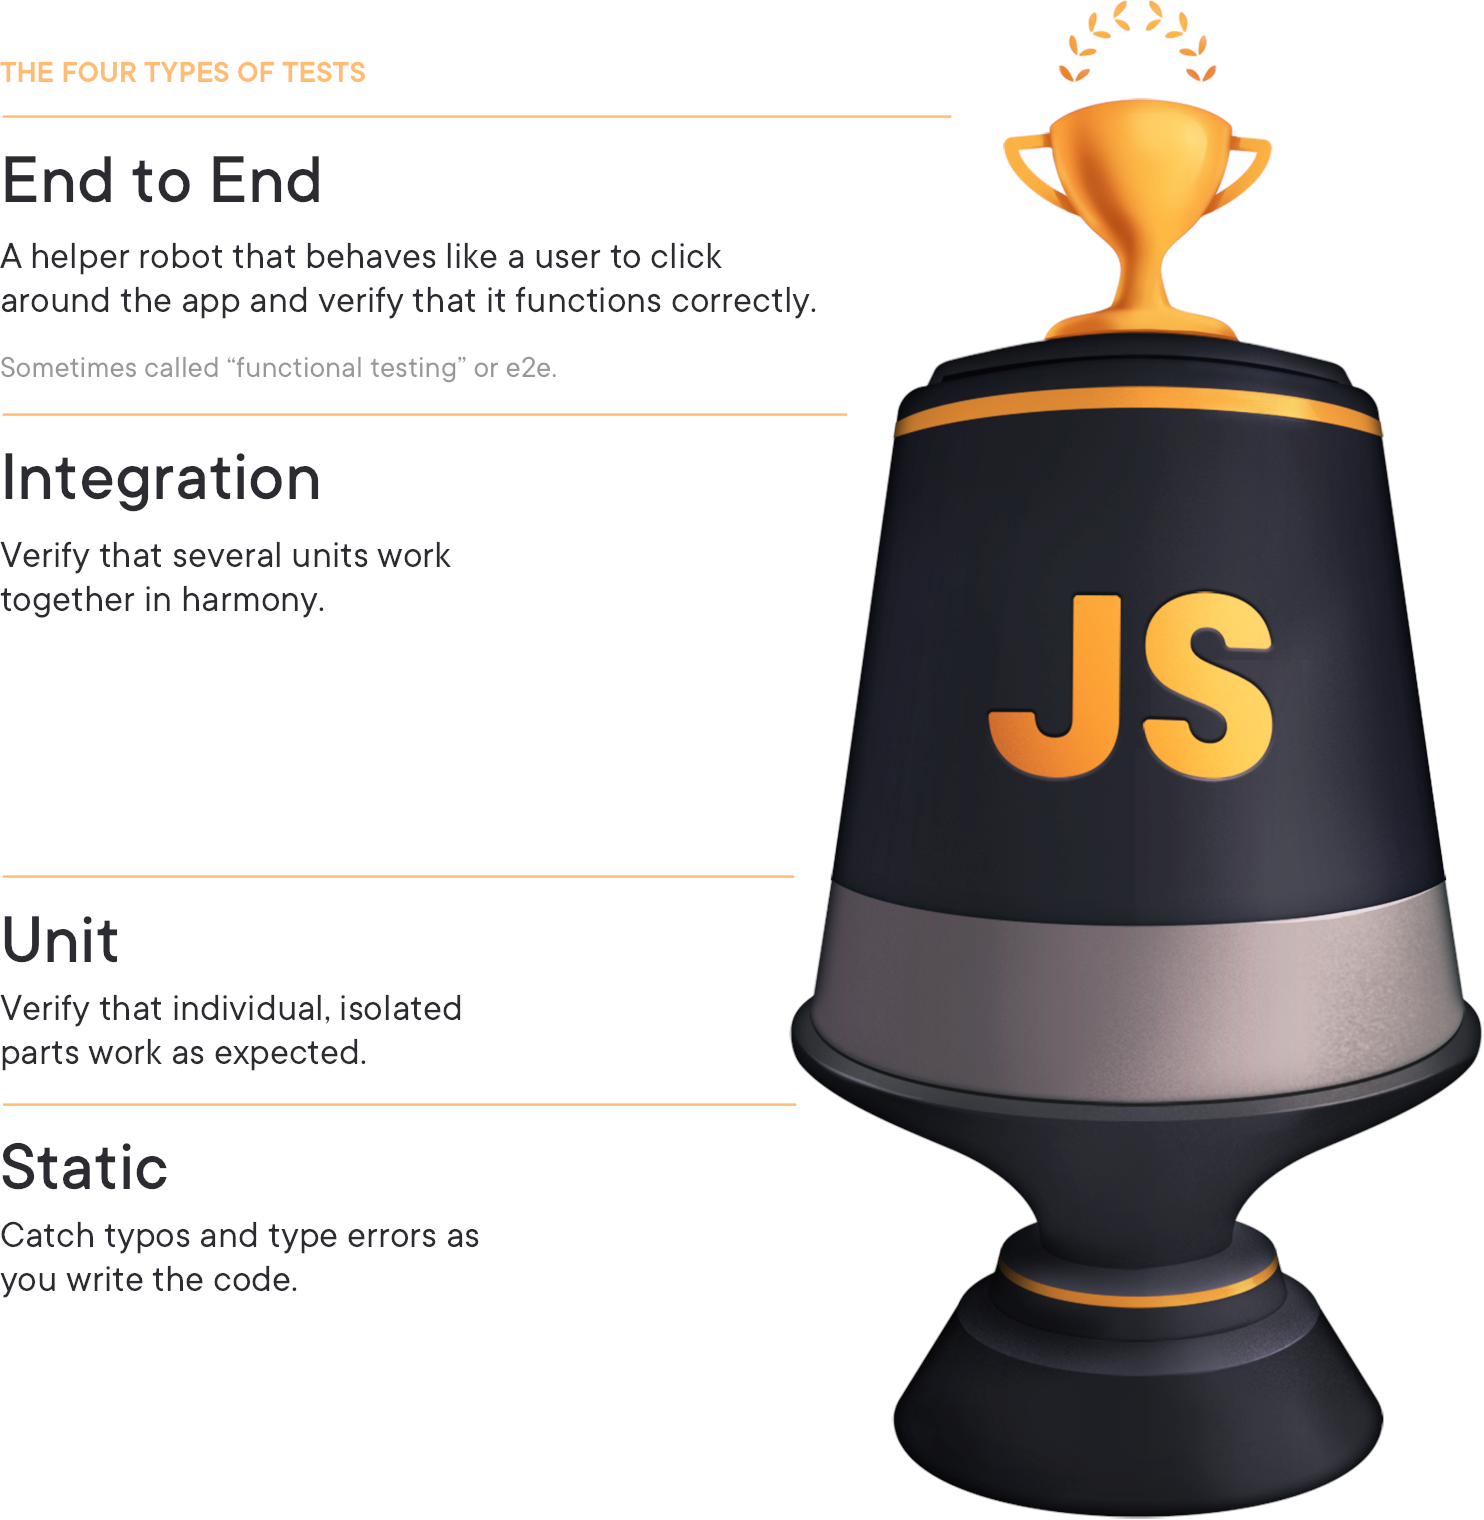 THE FOUR TYPES OF TESTS
End to End
A helper robot that behaves like a user to click
around the app and verify that it functions correctly.
Sometimes called “functional testing” or e2e.
Integration
Verify that several units work
together in harmony.
JS
Unit
Verify that individual, isolated
parts work as expected.
Static
Catch typos and type errors as
you write the code.